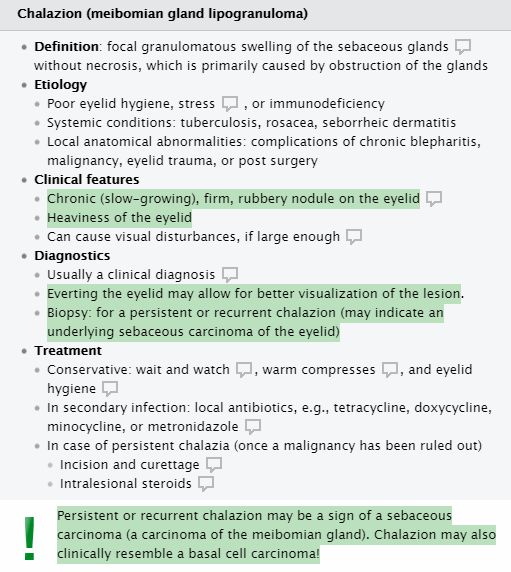 Chalazion (meibomian gland lipogranuloma)
Definition: focal granulomatous swelling of the sebaceous glands
without necrosis, which is primarily caused by obstruction of the glands
Etiology
Poor eyelid hygiene, stress , or immunodeficiency
Systemic conditions: tuberculosis, rosacea, seborrheic dermatitis
Local anatomical abnormalities: complications of chronic blepharitis,
malignancy, eyelid trauma, or post surgery
Clinical features
Chronic (slow-growing), firm, rubbery nodule on the eyelid
Heaviness of the eyelid
Can cause visual disturbances, if large enough
Diagnostics
Usually a clinical diagnosis
Everting the eyelid may allow for better visualization of the lesion.
Biopsy: for a persistent or recurrent chalazion (may indicate an
underlying sebaceous carcinoma of the eyelid)
Treatment
Conservative: wait and watch , warm compresses , and eyelid
hygiene
In secondary infection: local antibiotics, e.g., tetracycline, doxycycline,
minocycline, or metronidazole
In case of persistent chalazia (once a malignancy has been ruled out)
Incision and curettage
Intralesional steroids
Persistent or recurrent chalazion may be a sign of a sebaceous
carcinoma (a carcinoma of the meibomian gland). Chalazion may also
clinically resemble a basal cell carcinoma!